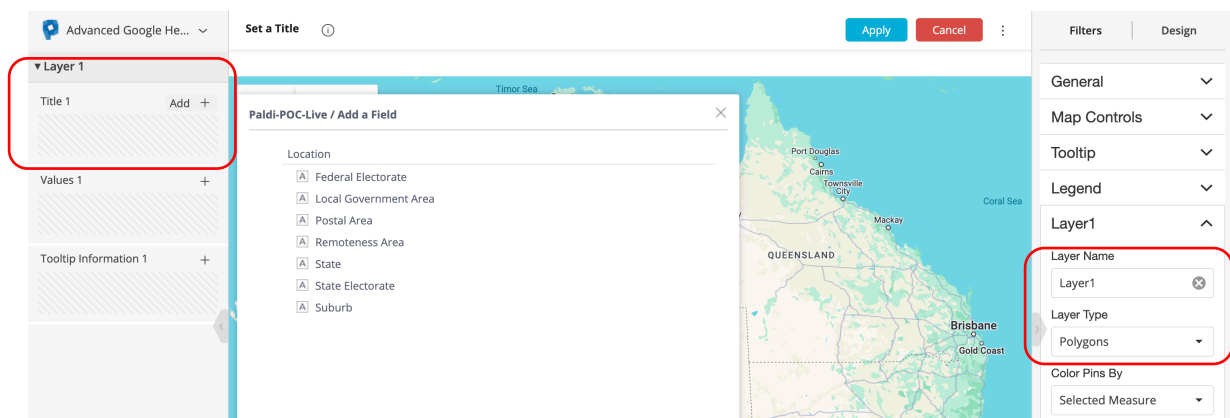 Advanced Google He...
Set a Title
Apply
Cancel
Filters
Design
Layer 1
Title 1
Add +
Values 1
+
Tooltip Information 1
+
Timor Sea
Paldi-POC-Live / Add a Field
Location
A Federal Electorate
A Local Government Area
A Postal Area
A Remoteness Area
A State
A State Electorate
A Suburb
Port Douglas
Cairns
Townsville
City
Coral Sea
Mackay
QUEENSLAND
Brisbane
Gold Coast
General
Map Controls
Tooltip
Legend
Layer1
Layer Name
Layer1
Layer Type
Polygons
Color Pins By
Selected Measure